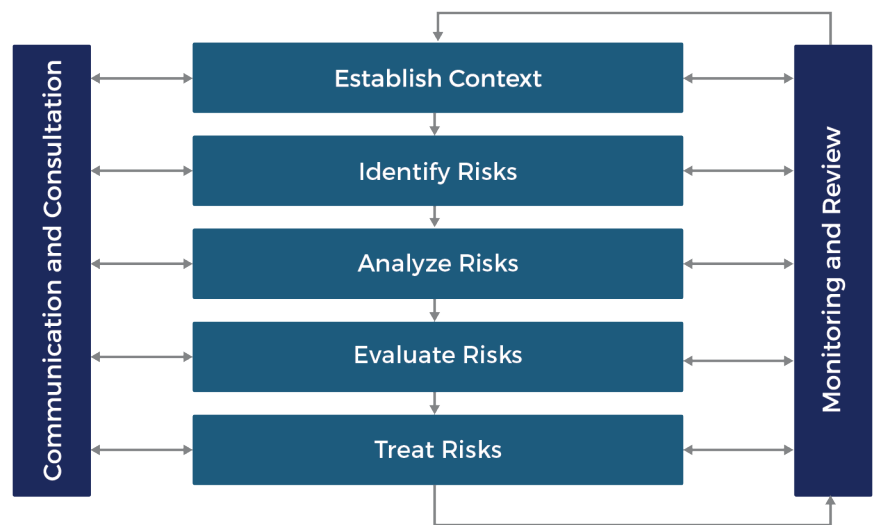 Communication and Consultation
Establish Context
Identify Risks
Analyze Risks
Evaluate Risks
Treat Risks
Monitoring and Review